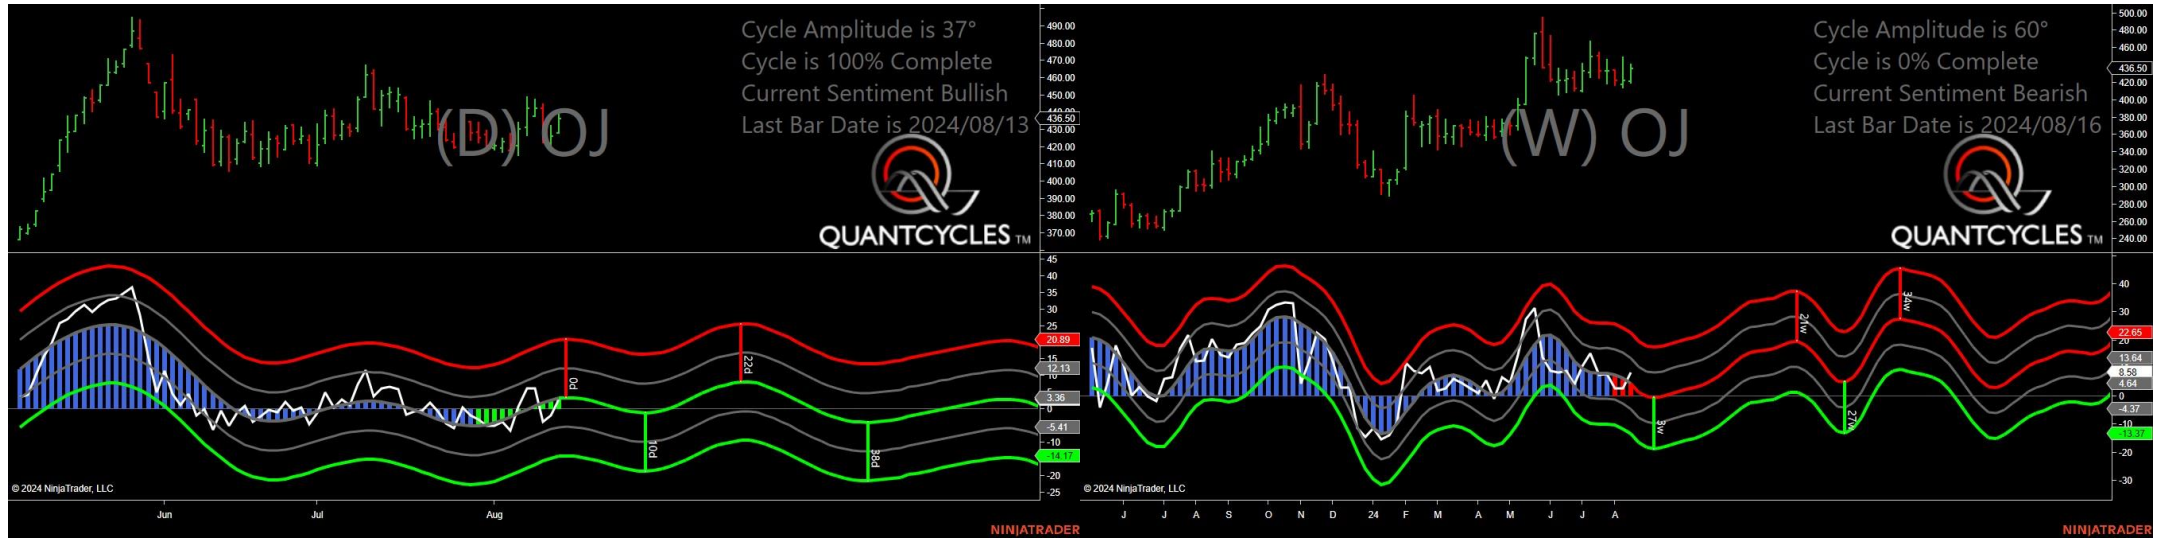 Cycle Amplitude is 37°
Cycle is 100% Complete
Current Sentiment Bullish
Last Bar Date is 2024/08/13
(D) OJ
QUANTCYCLES TM
490.00
480.00
470.00
460.00
450.00
440.00
436.50
430.00
420.00
410.00
400.00
390.00
380.00
370.00
45
40
35
30
25
20.89
15
12.13
10
5
3.36
0
-5.41
-10
-14.17
-20
-25
0d
10d
22d
38d
© 2024 NinjaTrader, LLC
Jun
Jul
Aug
NINJATRADER
Cycle Amplitude is 60°
Cycle is 0% Complete
Current Sentiment Bearish
Last Bar Date is 2024/08/16
(W) OJ
QUANTCYCLES TM
500.00
480.00
460.00
436.50
420.00
400.00
380.00
360.00
340.00
320.00
300.00
280.00
260.00
240.00
40
30
22.65
20
13.64
8.58
4.64
0
-4.37
-10
-13.37
-20
-30
3w
21w
27w
34w
© 2024 NinjaTrader, LLC
J
J
A
S
O
N
D
24
F
M
A
M
J
J
A
NINJATRADER